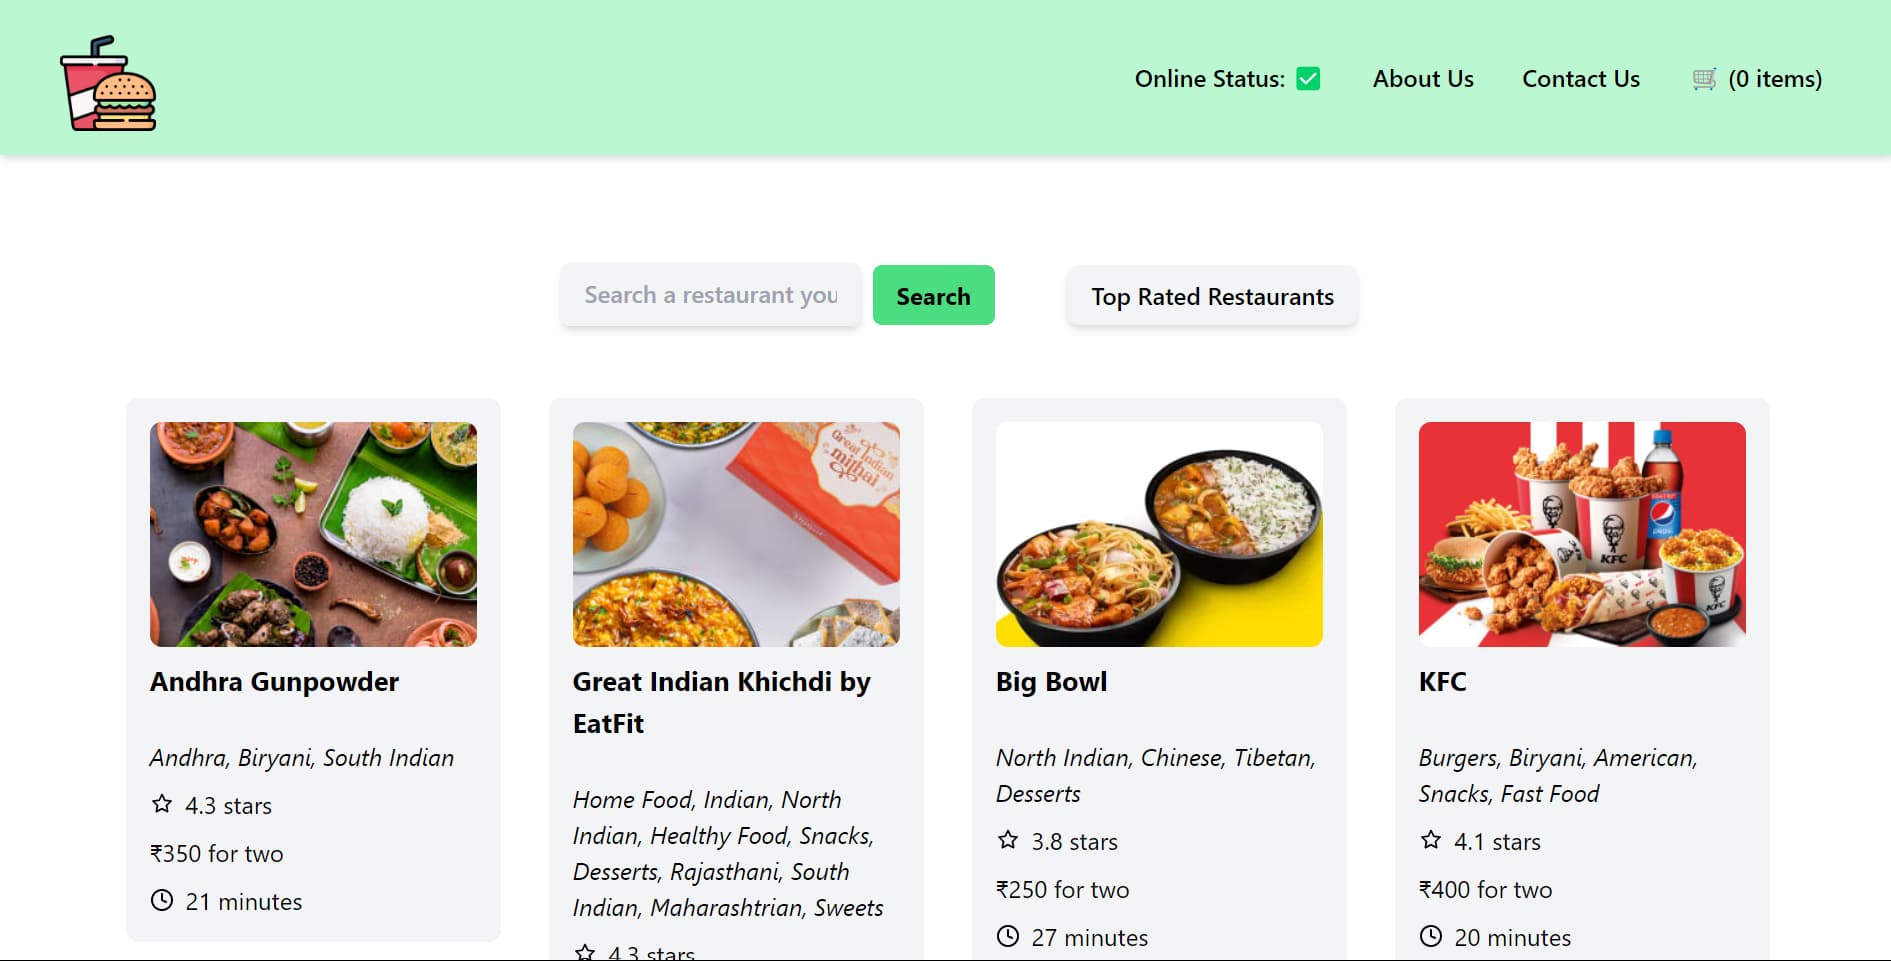 Online Status: ✅
About Us
Contact Us
🛒 (0 items)
Search a restaurant you
Search
Top Rated Restaurants
Great Indian
mithai
KFC
KFC
pepsi
Andhra Gunpowder
Andhra, Biryani, South Indian
4.3 stars
₹350 for two
21 minutes
Great Indian Khichdi by
EatFit
Home Food, Indian, North
Indian, Healthy Food, Snacks,
Desserts, Rajasthani, South
Indian, Maharashtrian, Sweets
4.3 stars
Big Bowl
North Indian, Chinese, Tibetan,
Desserts
3.8 stars
₹250 for two
27 minutes
KFC
Burgers, Biryani, American,
Snacks, Fast Food
4.1 stars
₹400 for two
20 minutes